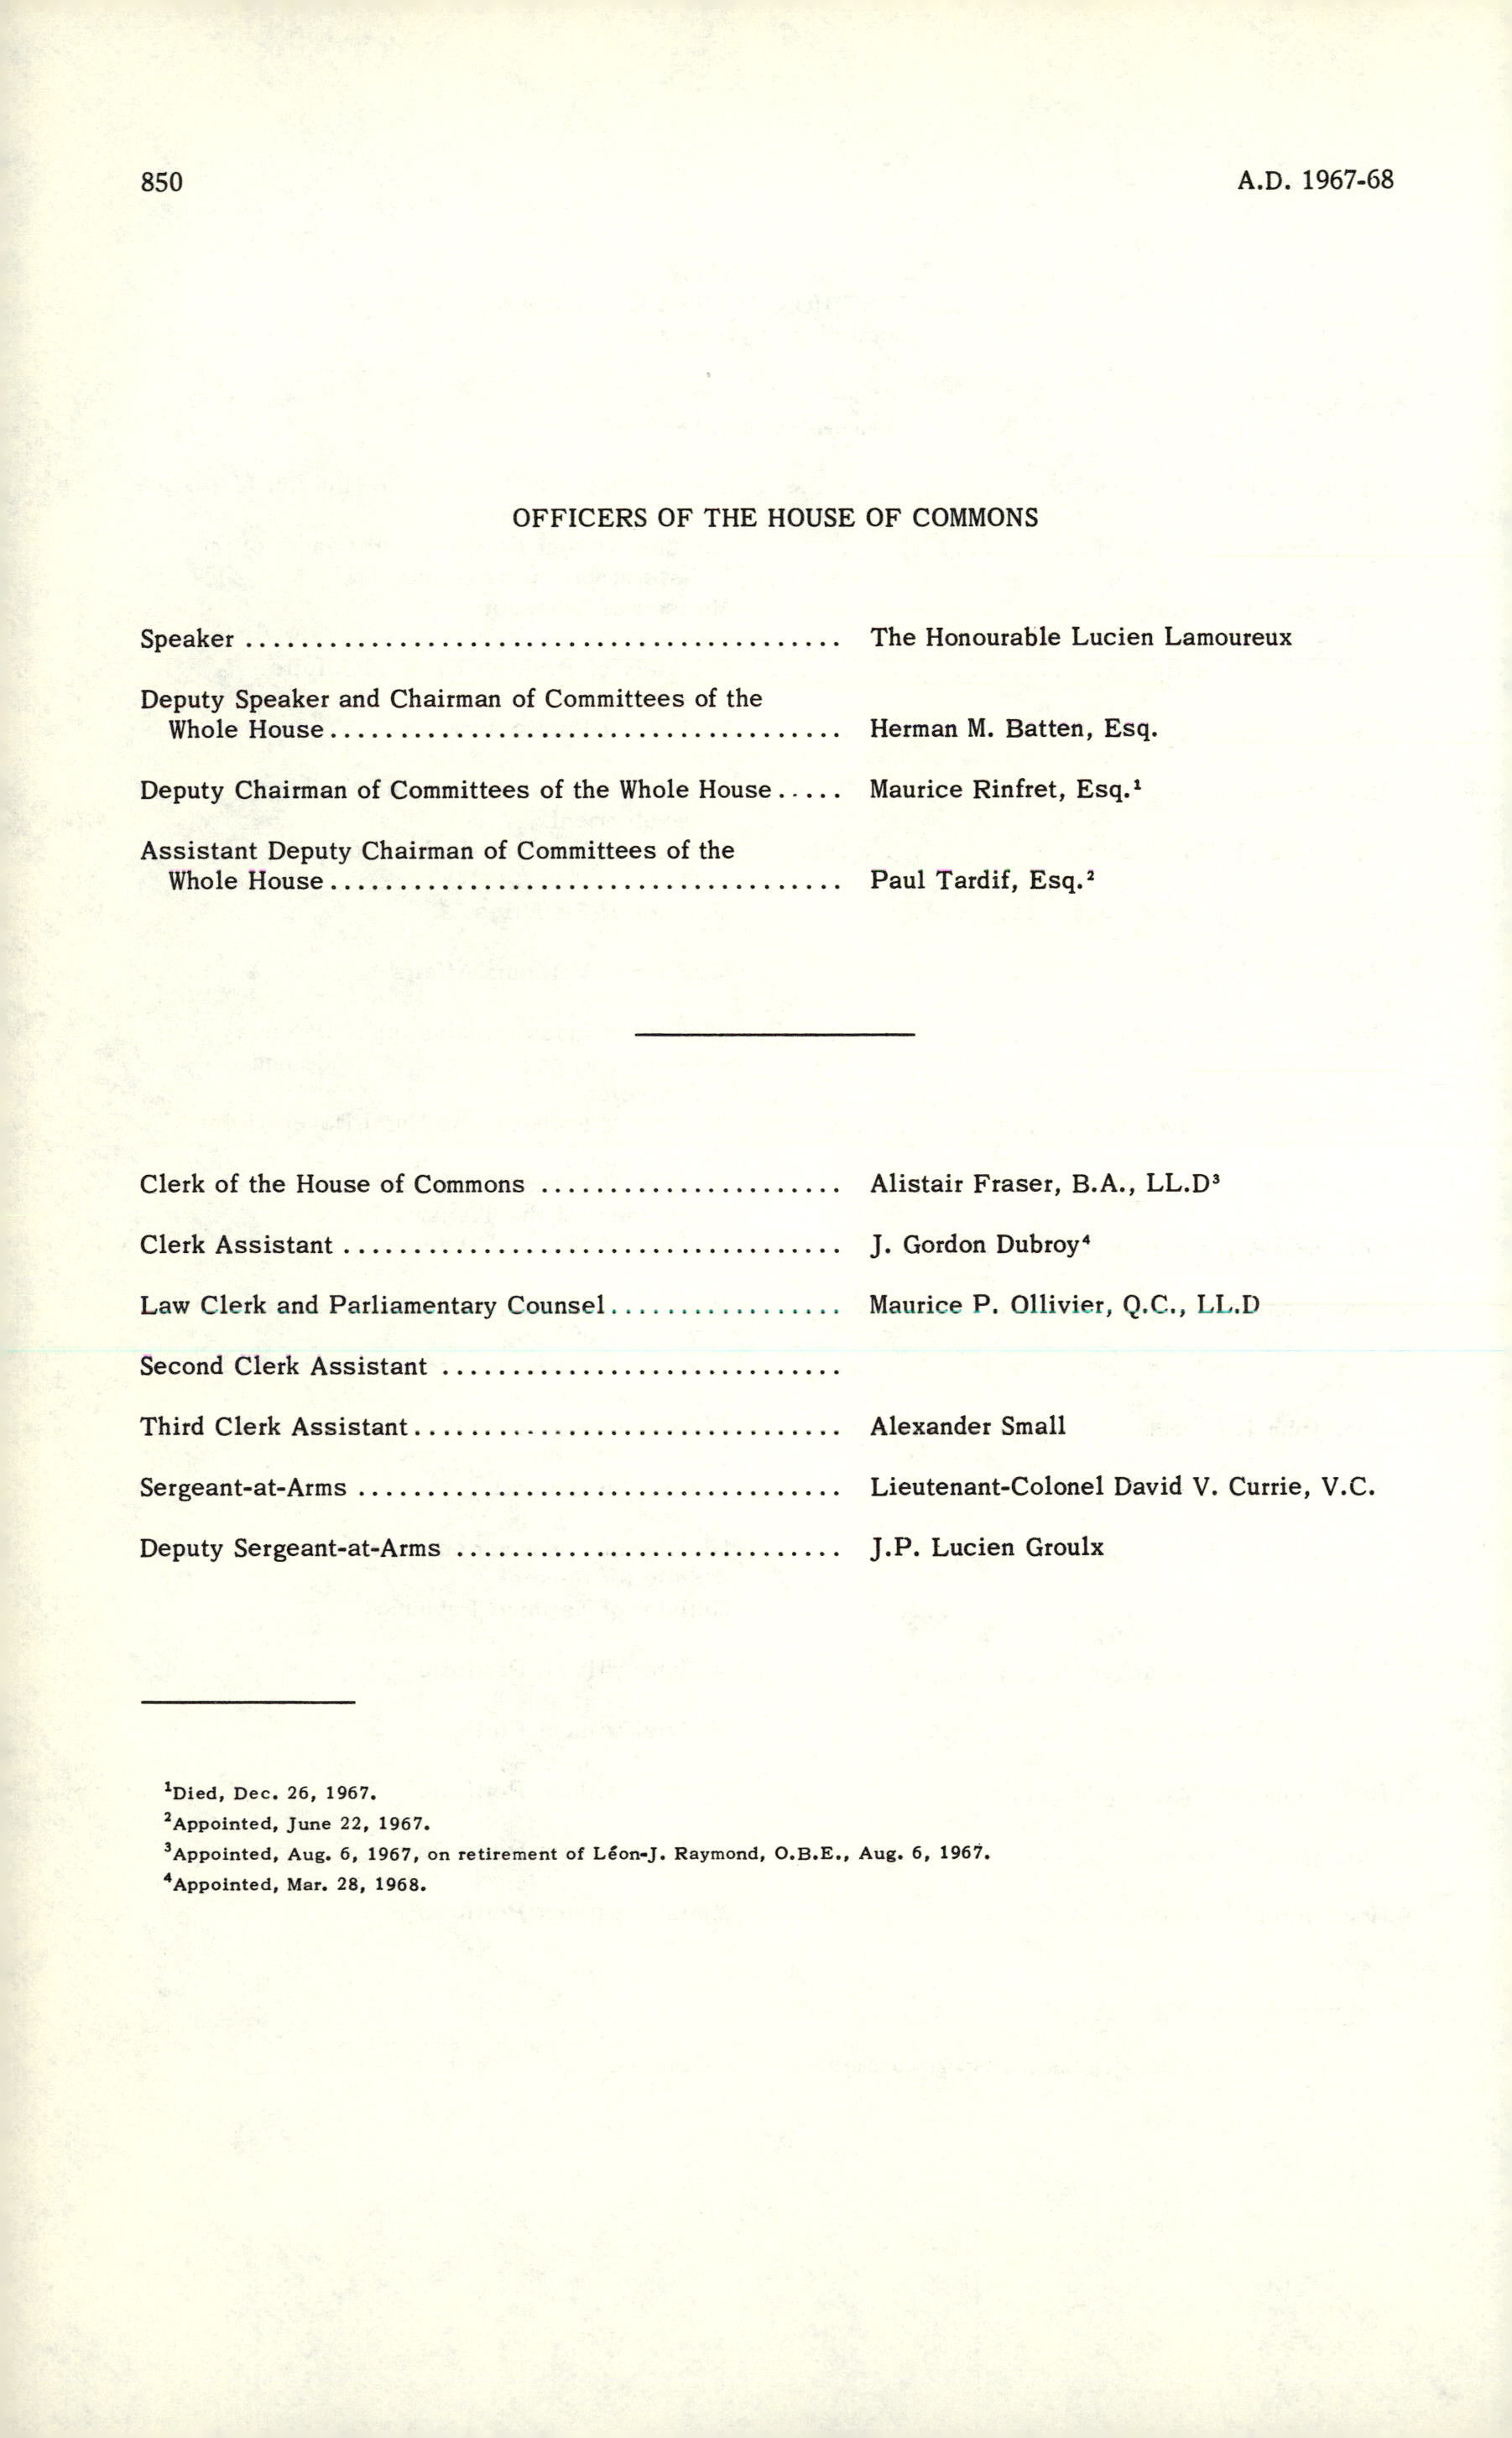 850 A.D. 1967-68
OFFICERS OF THE HOUSE OF COMMONS
Speaker .......................................... The Honourable Lucien Lamoureux
Deputy Speaker and Chairman of Committees of the
Whole House..................................... Herman M. Batten, Esq.
Deputy Chairman of Committees of the Whole House..... Maurice Rinfret, Esq.¹
Assistant Deputy Chairman of Committees of the
Whole House..................................... Paul Tardif, Esq.²
Clerk of the House of Commons ...................... Alistair Fraser, B.A., LL.D³
Clerk Assistant .................................... J. Gordon Dubroy⁴
Law Clerk and Parliamentary Counsel................. Maurice P. Ollivier, Q.C., LL.D
Second Clerk Assistant .............................
Third Clerk Assistant............................... Alexander Small
Sergeant-at-Arms ................................... Lieutenant-Colonel David V. Currie, V.C.
Deputy Sergeant-at-Arms ............................ J.P. Lucien Groulx
¹Died, Dec. 26, 1967.
²Appointed, June 22, 1967.
³Appointed, Aug. 6, 1967, on retirement of Léon-J. Raymond, O.B.E., Aug. 6, 1967.
⁴Appointed, Mar. 28, 1968.